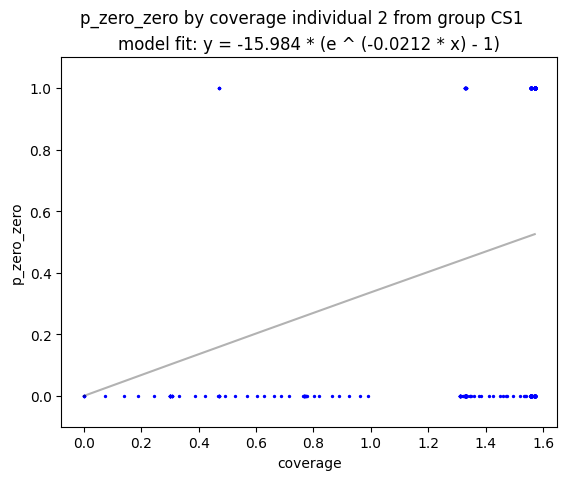 p_zero_zero by coverage individual 2 from group CS1
model fit: y = -15.984 * (e ^ (-0.0212 * x) - 1)
1.0
0.8
0.6
0.4
0.2
0.0
p_zero_zero
0.0 0.2 0.4 0.6 0.8 1.0 1.2 1.4 1.6
coverage